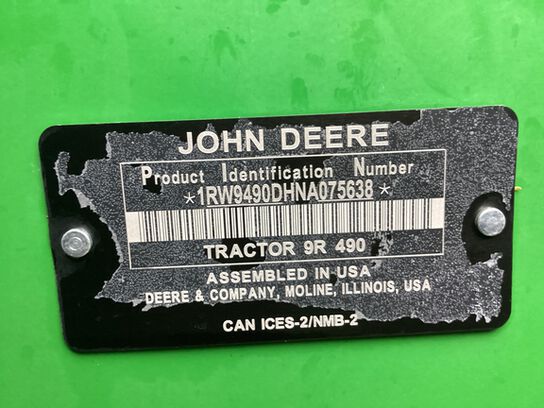 JOHN DEERE
Product Identification Number
*1RW9490DHNA075638*
TRACTOR 9R 490
ASSEMBLED IN USA
DEERE & COMPANY, MOLINE, ILLINOIS, USA
CAN ICES-2/NMB-2